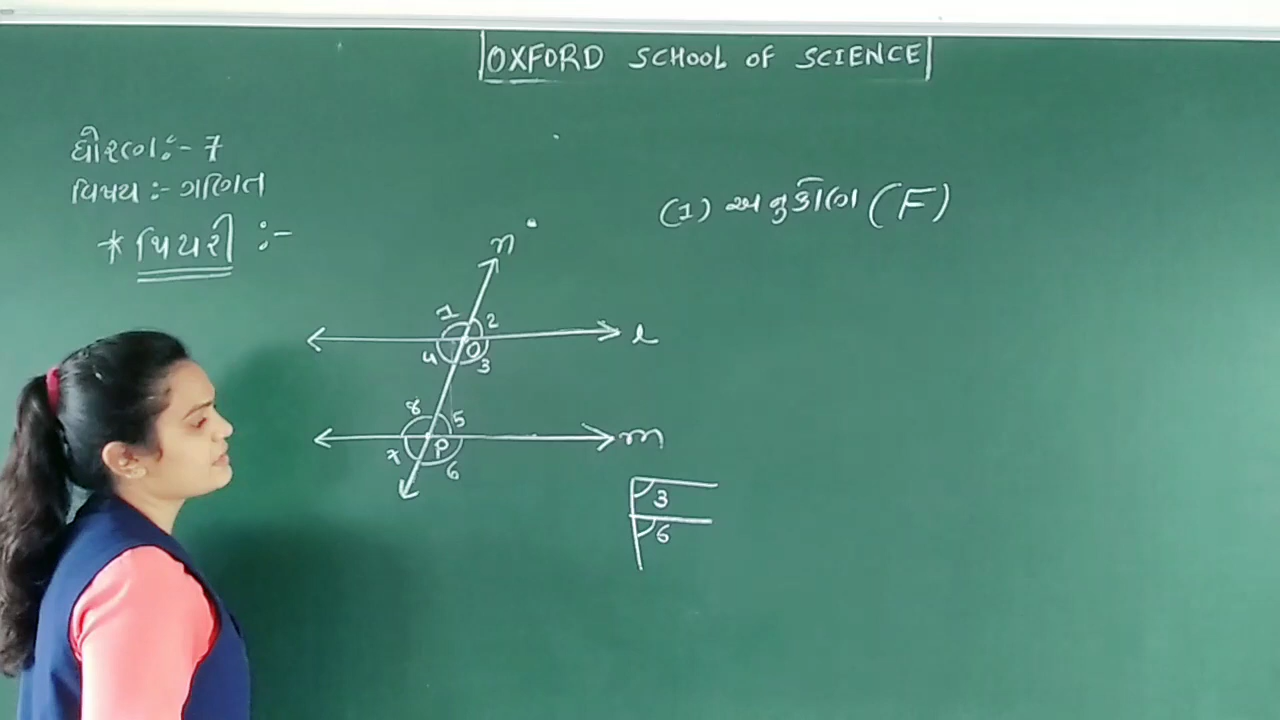 OXFORD SCHOOL OF SCIENCE
ધોરણ :- 7
વિષય :- ગણિત
* થિયરી :-
(1) અનુકોણ (F)
n
1 2
l
4 O 3
8 5
m
7 P 6
3
6